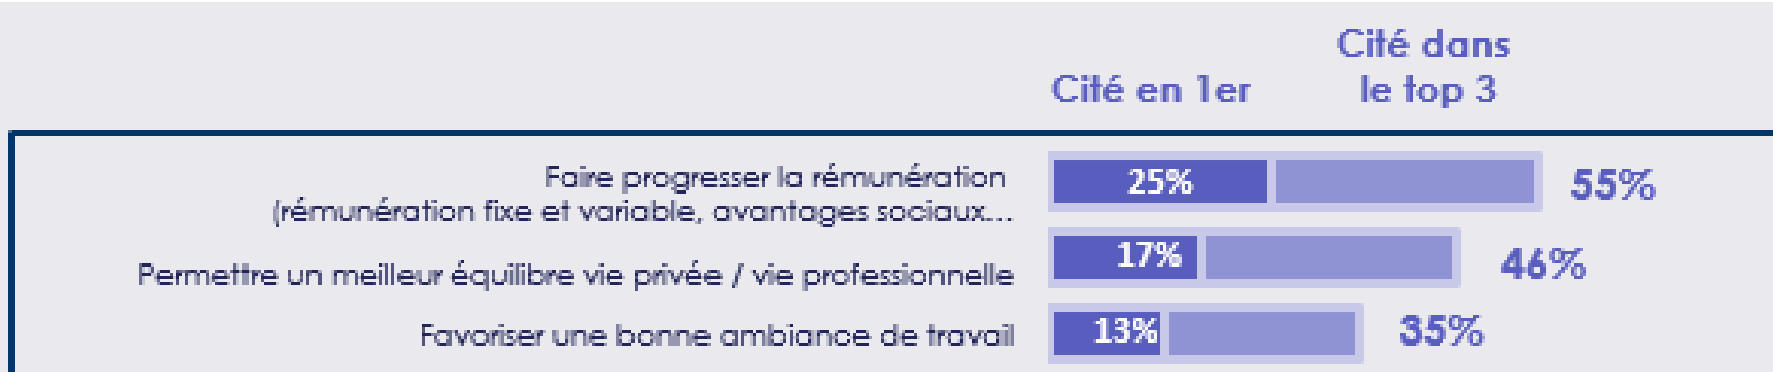 Cité dans
Cité en 1er le top 3
Faire progresser la rémunération
(rémunération fixe et variable, avantages sociaux...
25% 55%
Permettre un meilleur équilibre vie privée / vie professionnelle
17% 46%
Favoriser une bonne ambiance de travail
13% 35%